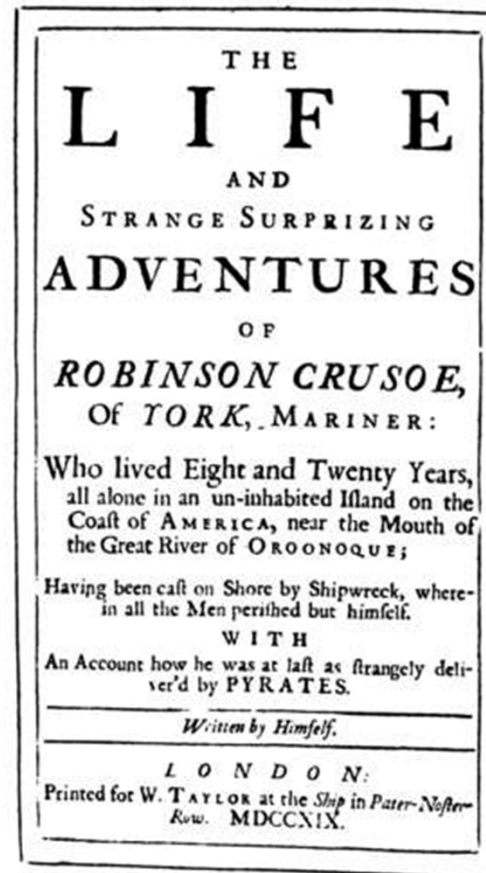 THE
LIFE
AND
STRANGE SURPRIZING
ADVENTURES
OF
ROBINSON CRUSOE,
Of YORK, MARINER:
Who lived Eight and Twenty Years,
all alone in an un-inhabited Iſland on the
Coaſt of AMERICA, near the Mouth of
the Great River of OROONOQUE;
Having been caſt on Shore by Shipwreck, where-
in all the Men periſhed but himſelf.
WITH
An Account how he was at laſt as ſtrangely deli-
ver'd by PYRATES.
Written by Himſelf.
LONDON:
Printed for W. TAYLOR at the Ship in Pater-Noſter-
Row. MDCCXIX.